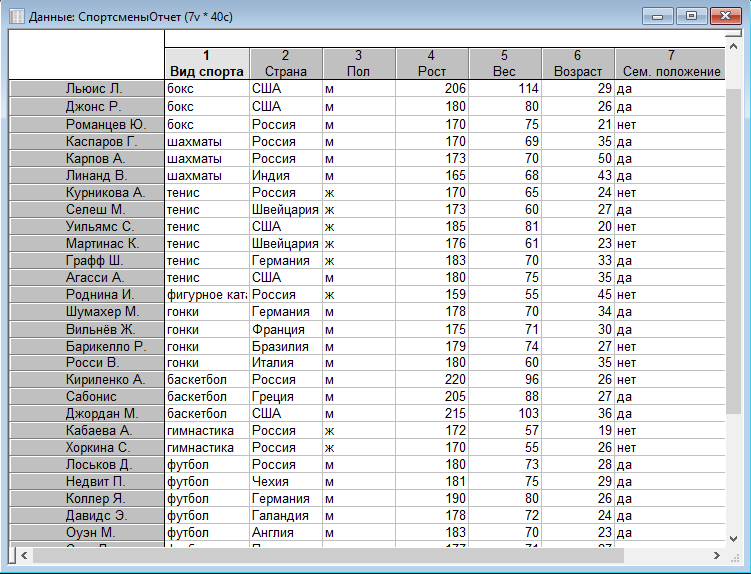 Данные: СпортсменыОтчет (7v * 40c)
1 2 3 4 5 6 7
Вид спорта Страна Пол Рост Вес Возраст Сем. положение
Льюис Л. бокс США м 206 114 29 да
Джонс Р. бокс США м 180 80 26 да
Романцев Ю. бокс Россия м 170 75 21 нет
Каспаров Г. шахматы Россия м 170 69 35 да
Карпов А. шахматы Россия м 173 70 50 да
Линанд В. шахматы Индия м 165 68 43 да
Курникова А. тенис Россия ж 170 65 24 нет
Селеш М. тенис Швейцария ж 173 60 27 да
Уильямс С. тенис США ж 185 81 20 нет
Мартинас К. тенис Швейцария ж 176 61 23 нет
Графф Ш. тенис Германия ж 183 70 33 да
Агасси А. тенис США м 180 75 35 да
Роднина И. фигурное ката Россия ж 159 55 45 нет
Шумахер М. гонки Германия м 178 70 34 да
Вильнёв Ж. гонки Франция м 175 71 30 да
Барикелло Р. гонки Бразилия м 179 74 27 нет
Росси В. гонки Италия м 180 60 35 нет
Кириленко А. баскетбол Россия м 220 96 26 нет
Сабонис баскетбол Греция м 205 88 27 да
Джордан М. баскетбол США м 215 103 36 да
Кабаева А. гимнастика Россия ж 172 57 19 нет
Хоркина С. гимнастика Россия ж 170 55 26 нет
Лоськов Д. футбол Россия м 180 73 28 да
Недвит П. футбол Чехия м 181 75 29 да
Коллер Я. футбол Германия м 190 80 26 да
Давидс Э. футбол Галандия м 178 72 24 да
Оуэн М. футбол Англия м 183 70 23 да